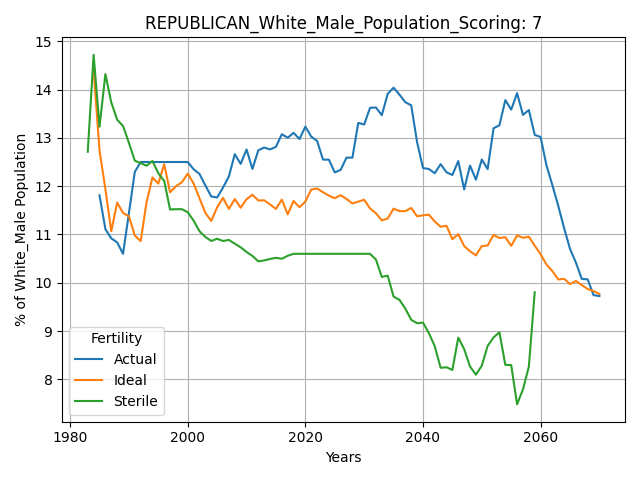 REPUBLICAN_White_Male_Population_Scoring: 7
% of White_Male Population
15
14
13
12
11
10
9
8
Fertility
Actual
Ideal
Sterile
1980 2000 2020 2040 2060
Years